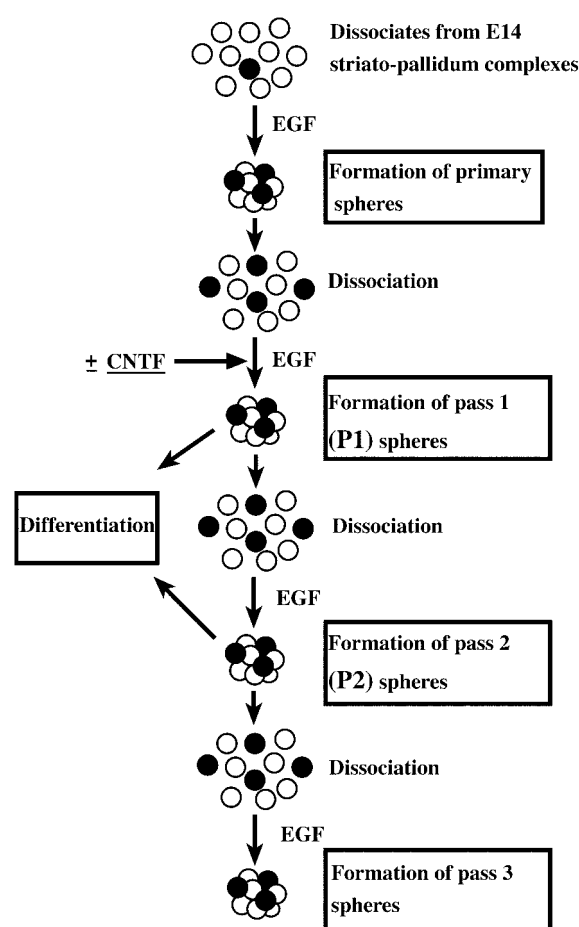 Dissociates from E14
striato-pallidum complexes
EGF
Formation of primary
spheres
Dissociation
± CNTF
EGF
Formation of pass 1
(P1) spheres
Differentiation
Dissociation
EGF
Formation of pass 2
(P2) spheres
Dissociation
EGF
Formation of pass 3
spheres